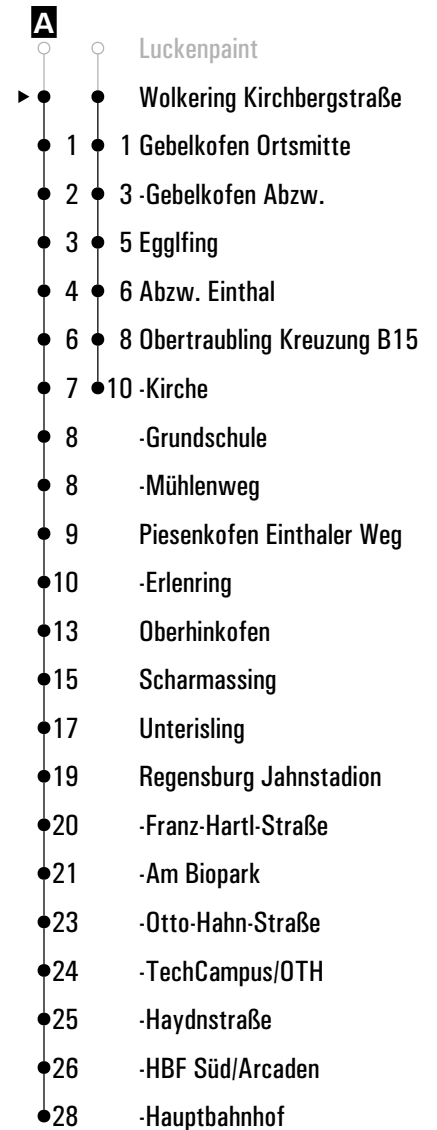 A
Luckenpaint
Wolkering Kirchbergstraße
1 1 Gebelkofen Ortsmitte
2 3 -Gebelkofen Abzw.
3 5 Egglfing
4 6 Abzw. Einthal
6 8 Obertraubling Kreuzung B15
7 10 -Kirche
8 -Grundschule
8 -Mühlenweg
9 Piesenkofen Einthaler Weg
10 -Erlenring
13 Oberhinkofen
15 Scharmassing
17 Unterisling
19 Regensburg Jahnstadion
20 -Franz-Hartl-Straße
21 -Am Biopark
23 -Otto-Hahn-Straße
24 -TechCampus/OTH
25 -Haydnstraße
26 -HBF Süd/Arcaden
28 -Hauptbahnhof